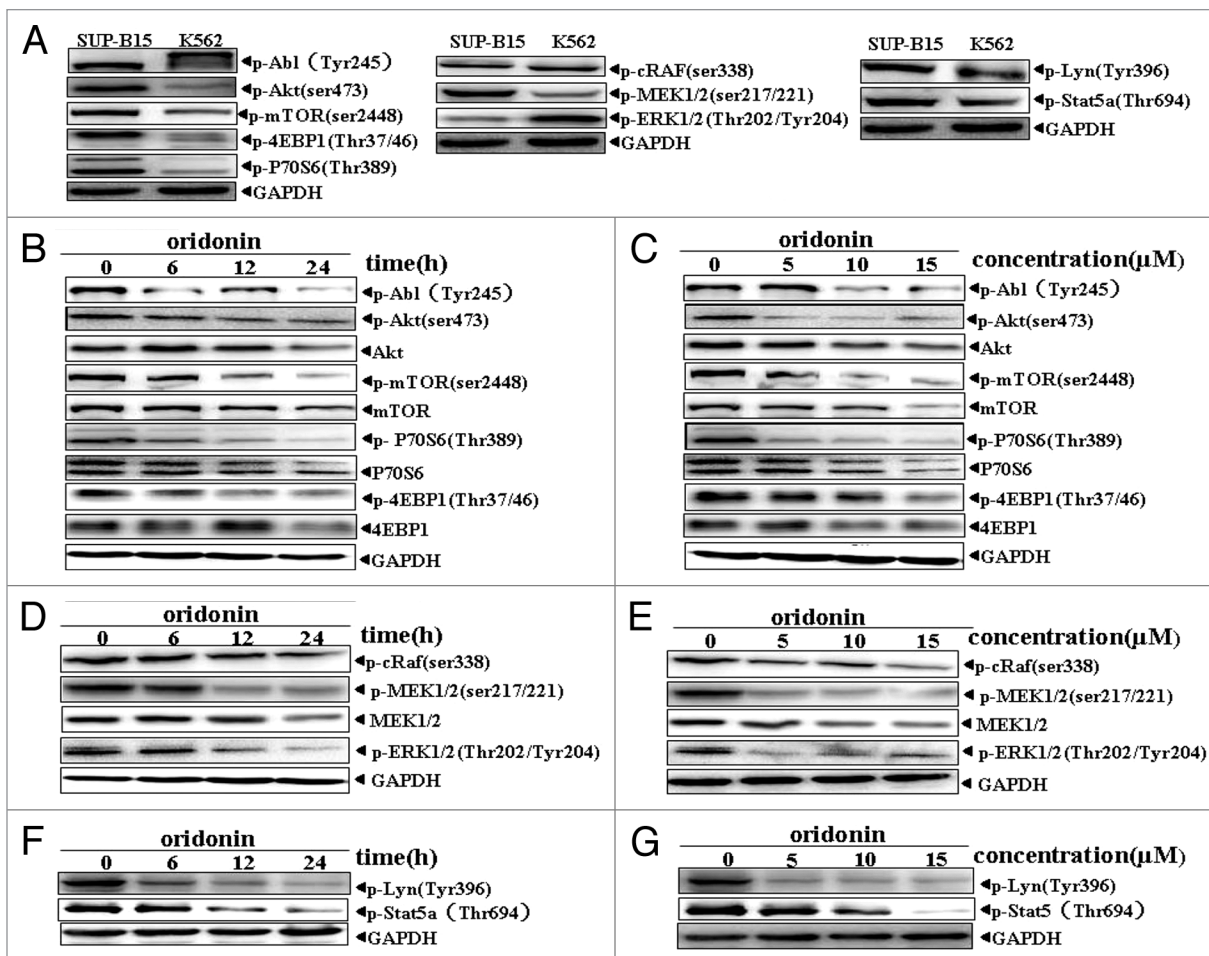 A
SUP-B15 K562
p-Abl (Tyr245)
p-Akt(ser473)
p-mTOR(ser2448)
p-4EBP1(Thr37/46)
p-P70S6(Thr389)
GAPDH
SUP-B15 K562
p-cRAF(ser338)
p-MEK1/2(ser217/221)
p-ERK1/2(Thr202/Tyr204)
GAPDH
SUP-B15 K562
p-Lyn(Tyr396)
p-Stat5a(Thr694)
GAPDH
B
oridonin
0 6 12 24 time(h)
p-Abl (Tyr245)
p-Akt(ser473)
Akt
p-mTOR(ser2448)
mTOR
p- P70S6(Thr389)
P70S6
p-4EBP1(Thr37/46)
4EBP1
GAPDH
C
oridonin
0 5 10 15 concentration(μM)
p-Abl (Tyr245)
p-Akt(ser473)
Akt
p-mTOR(ser2448)
mTOR
p-P70S6(Thr389)
P70S6
p-4EBP1(Thr37/46)
4EBP1
GAPDH
D
oridonin
0 6 12 24 time(h)
p-cRaf(ser338)
p-MEK1/2(ser217/221)
MEK1/2
p-ERK1/2(Thr202/Tyr204)
GAPDH
E
oridonin
0 5 10 15 concentration(μM)
p-cRaf(ser338)
p-MEK1/2(ser217/221)
MEK1/2
p-ERK1/2(Thr202/Tyr204)
GAPDH
F
oridonin
0 6 12 24 time(h)
p-Lyn(Tyr396)
p-Stat5a (Thr694)
GAPDH
G
oridonin
0 5 10 15 concentration(μM)
p-Lyn(Tyr396)
p-Stat5 (Thr694)
GAPDH